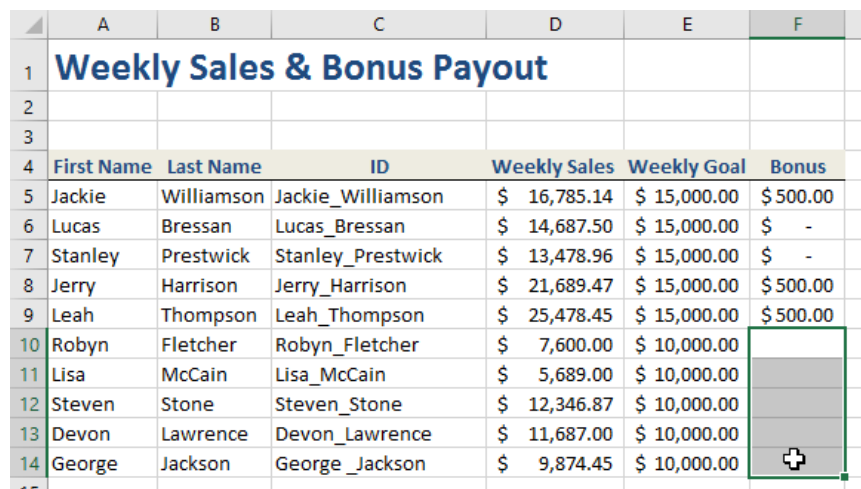 A B C D E F
1 Weekly Sales & Bonus Payout
2
3
4 First Name Last Name ID Weekly Sales Weekly Goal Bonus
5 Jackie Williamson Jackie_Williamson $ 16,785.14 $ 15,000.00 $ 500.00
6 Lucas Bressan Lucas_Bressan $ 14,687.50 $ 15,000.00 $ -
7 Stanley Prestwick Stanley_Prestwick $ 13,478.96 $ 15,000.00 $ -
8 Jerry Harrison Jerry_Harrison $ 21,689.47 $ 15,000.00 $ 500.00
9 Leah Thompson Leah_Thompson $ 25,478.45 $ 15,000.00 $ 500.00
10 Robyn Fletcher Robyn_Fletcher $ 7,600.00 $ 10,000.00
11 Lisa McCain Lisa_McCain $ 5,689.00 $ 10,000.00
12 Steven Stone Steven_Stone $ 12,346.87 $ 10,000.00
13 Devon Lawrence Devon_Lawrence $ 11,687.00 $ 10,000.00
14 George Jackson George _Jackson $ 9,874.45 $ 10,000.00